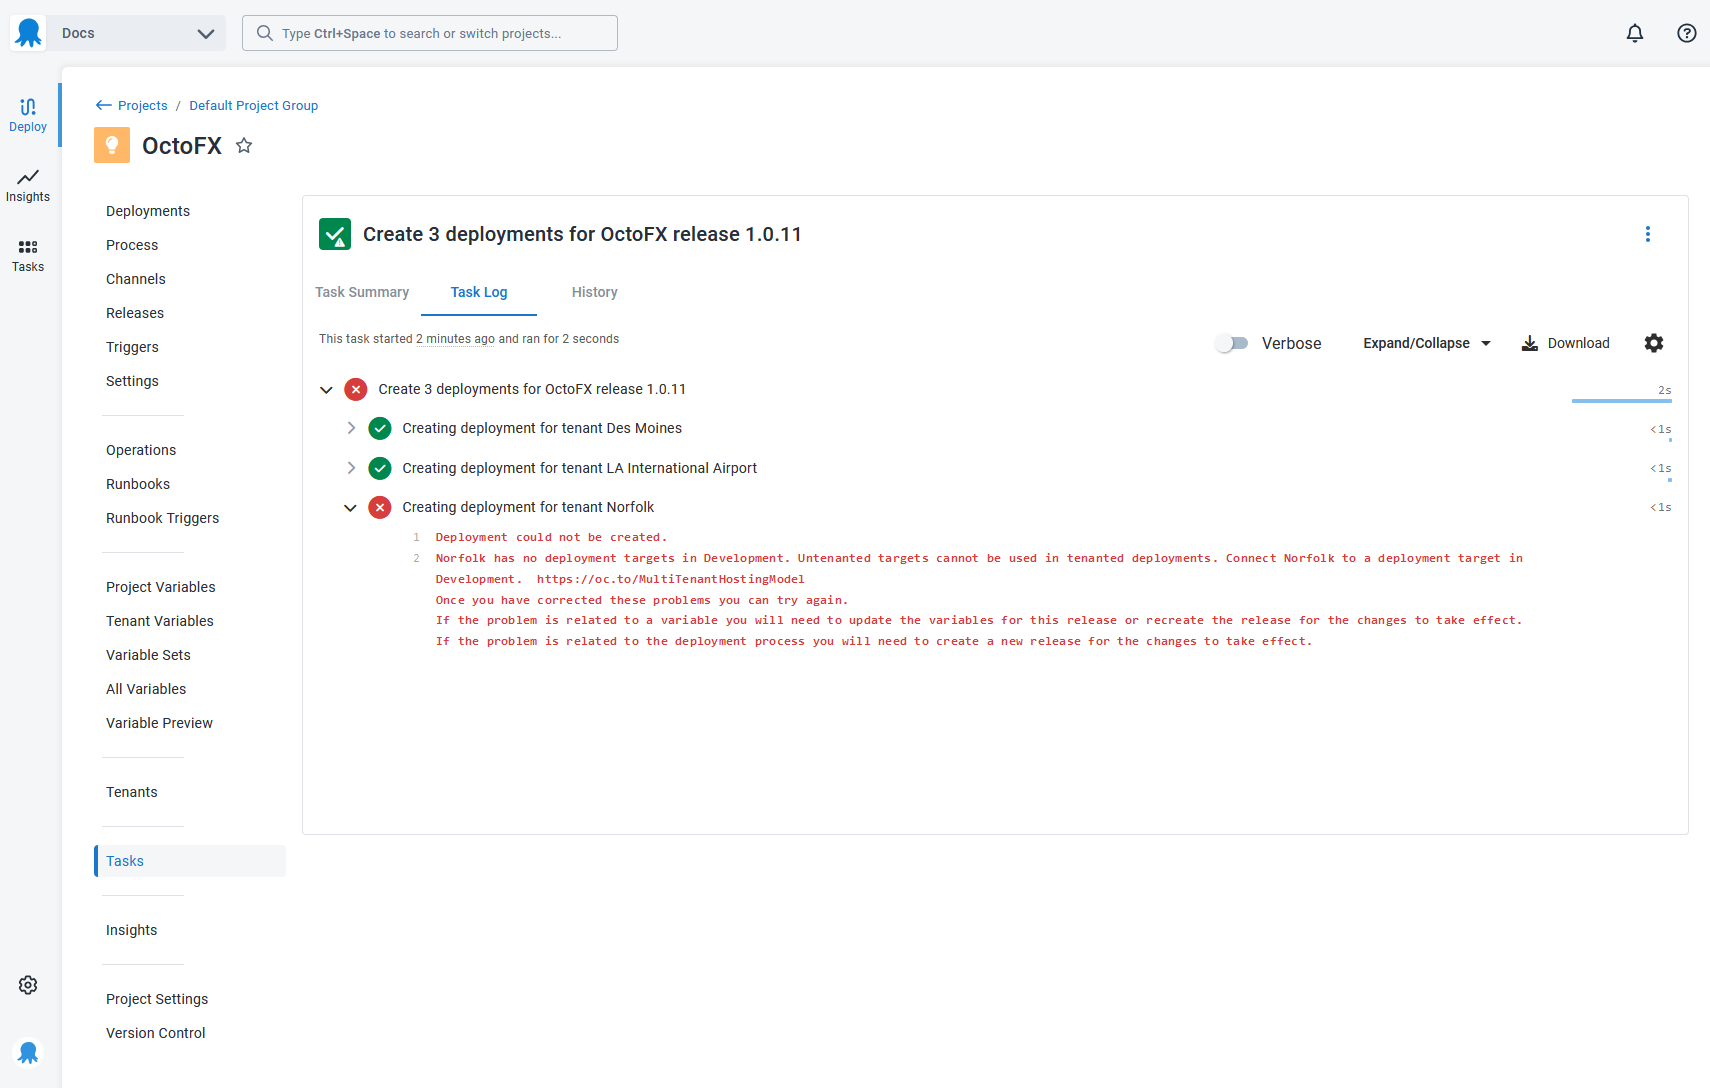 Docs
Type Ctrl+Space to search or switch projects...
Deploy
Insights
Tasks
Projects / Default Project Group
OctoFX
Deployments
Process
Channels
Releases
Triggers
Settings
Operations
Runbooks
Runbook Triggers
Project Variables
Tenant Variables
Variable Sets
All Variables
Variable Preview
Tenants
Tasks
Insights
Project Settings
Version Control
Create 3 deployments for OctoFX release 1.0.11
Task Summary Task Log History
This task started 2 minutes ago and ran for 2 seconds
Verbose Expand/Collapse Download
Create 3 deployments for OctoFX release 1.0.11 2s
Creating deployment for tenant Des Moines <1s
Creating deployment for tenant LA International Airport <1s
Creating deployment for tenant Norfolk <1s
1 Deployment could not be created.
2 Norfolk has no deployment targets in Development. Untenanted targets cannot be used in tenanted deployments. Connect Norfolk to a deployment target in
Development. https://oc.to/MultiTenantHostingModel
Once you have corrected these problems you can try again.
If the problem is related to a variable you will need to update the variables for this release or recreate the release for the changes to take effect.
If the problem is related to the deployment process you will need to create a new release for the changes to take effect.